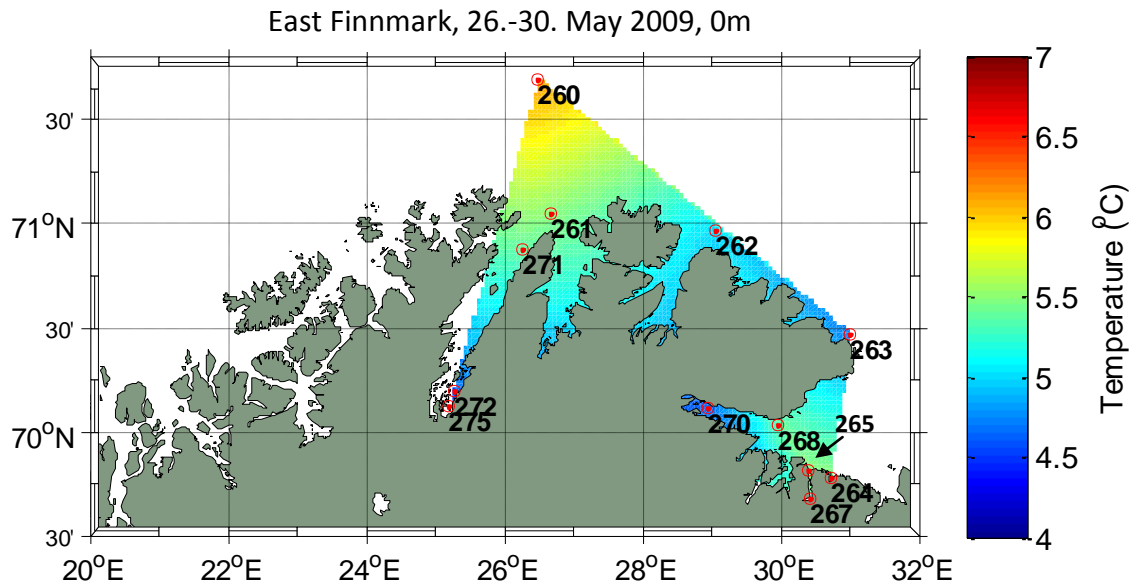 East Finnmark, 26.-30. May 2009, 0m
260
30'
71°N
261
262
271
30'
263
272
275
70°N
270
268
265
264
267
30'
20°E
22°E
24°E
26°E
28°E
30°E
32°E
7
6.5
6
5.5
5
4.5
4
Temperature (°C)